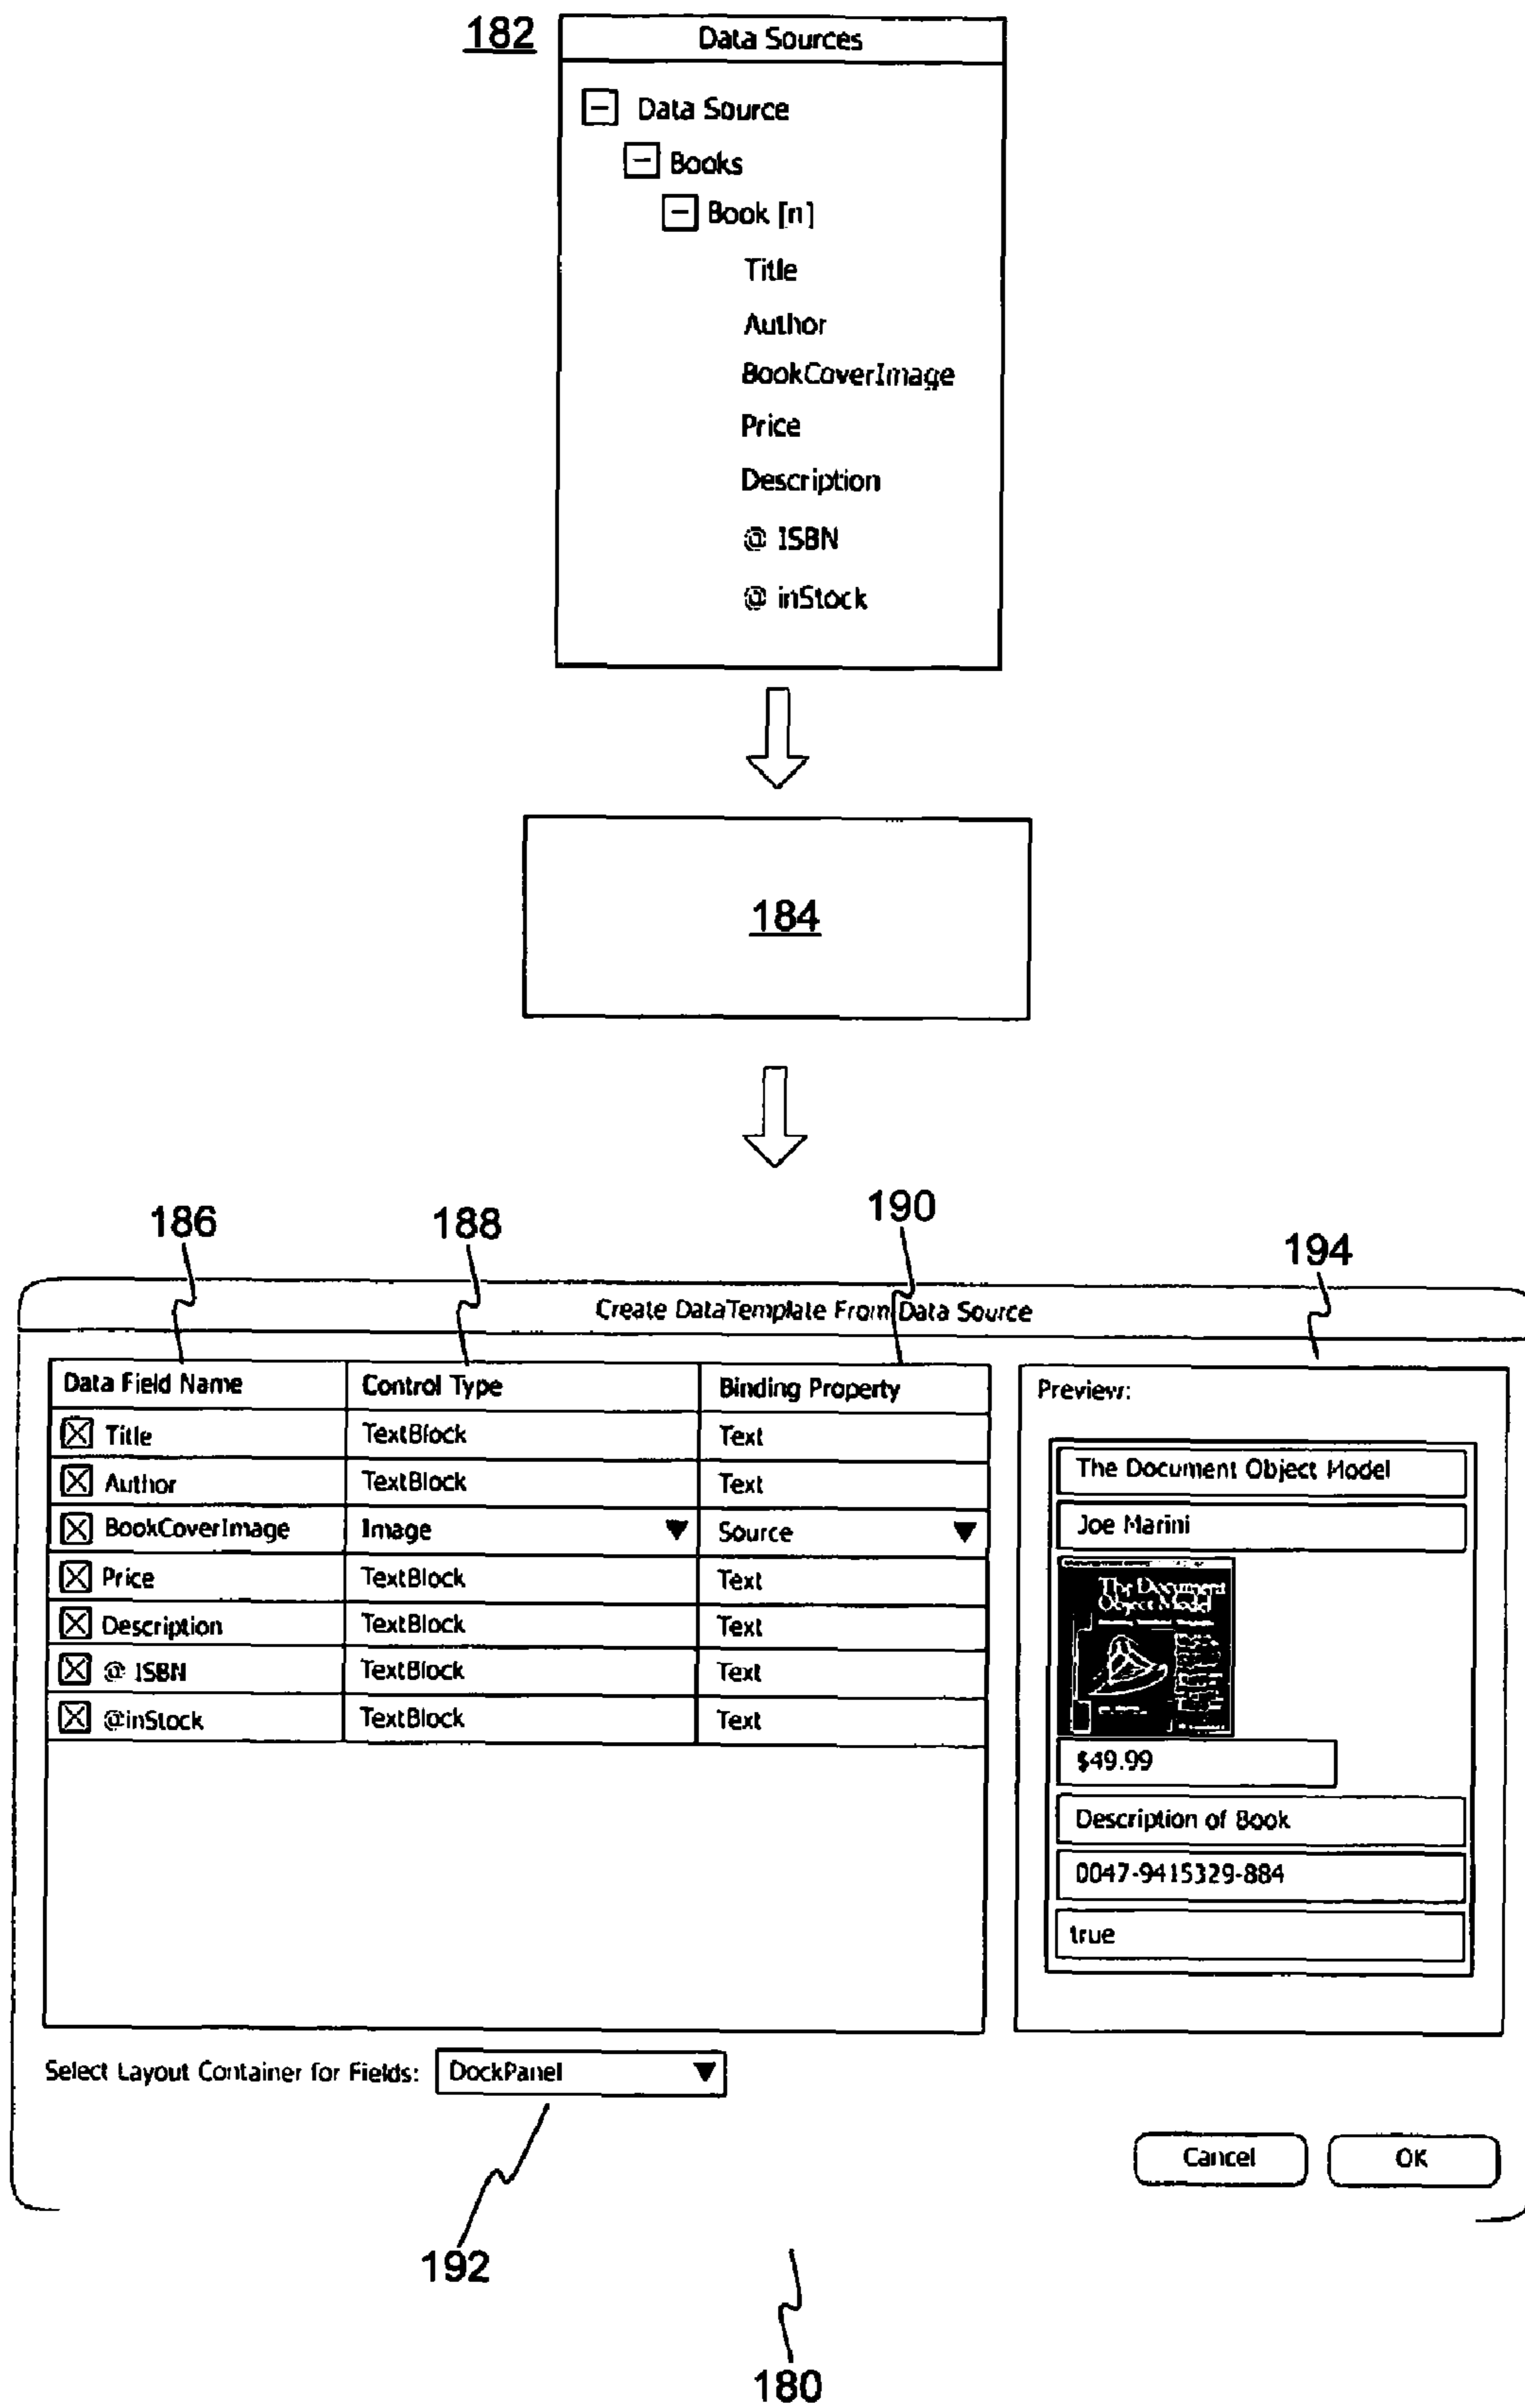 182
Data Sources
Data Source
Books
Book [n]
Title
Author
BookCoverImage
Price
Description
@ ISBN
@ inStock
184
186 188 190 194
Create DataTemplate From Data Source
Data Field Name Control Type Binding Property
Title TextBlock Text
Author TextBlock Text
BookCoverImage Image Source
Price TextBlock Text
Description TextBlock Text
@ ISBN TextBlock Text
@inStock TextBlock Text
Preview:
The Document Object Model
Joe Marini
The Document
Object Model
$49.99
Description of Book
0047-9415329-884
true
Select Layout Container for Fields: DockPanel
Cancel OK
192
180